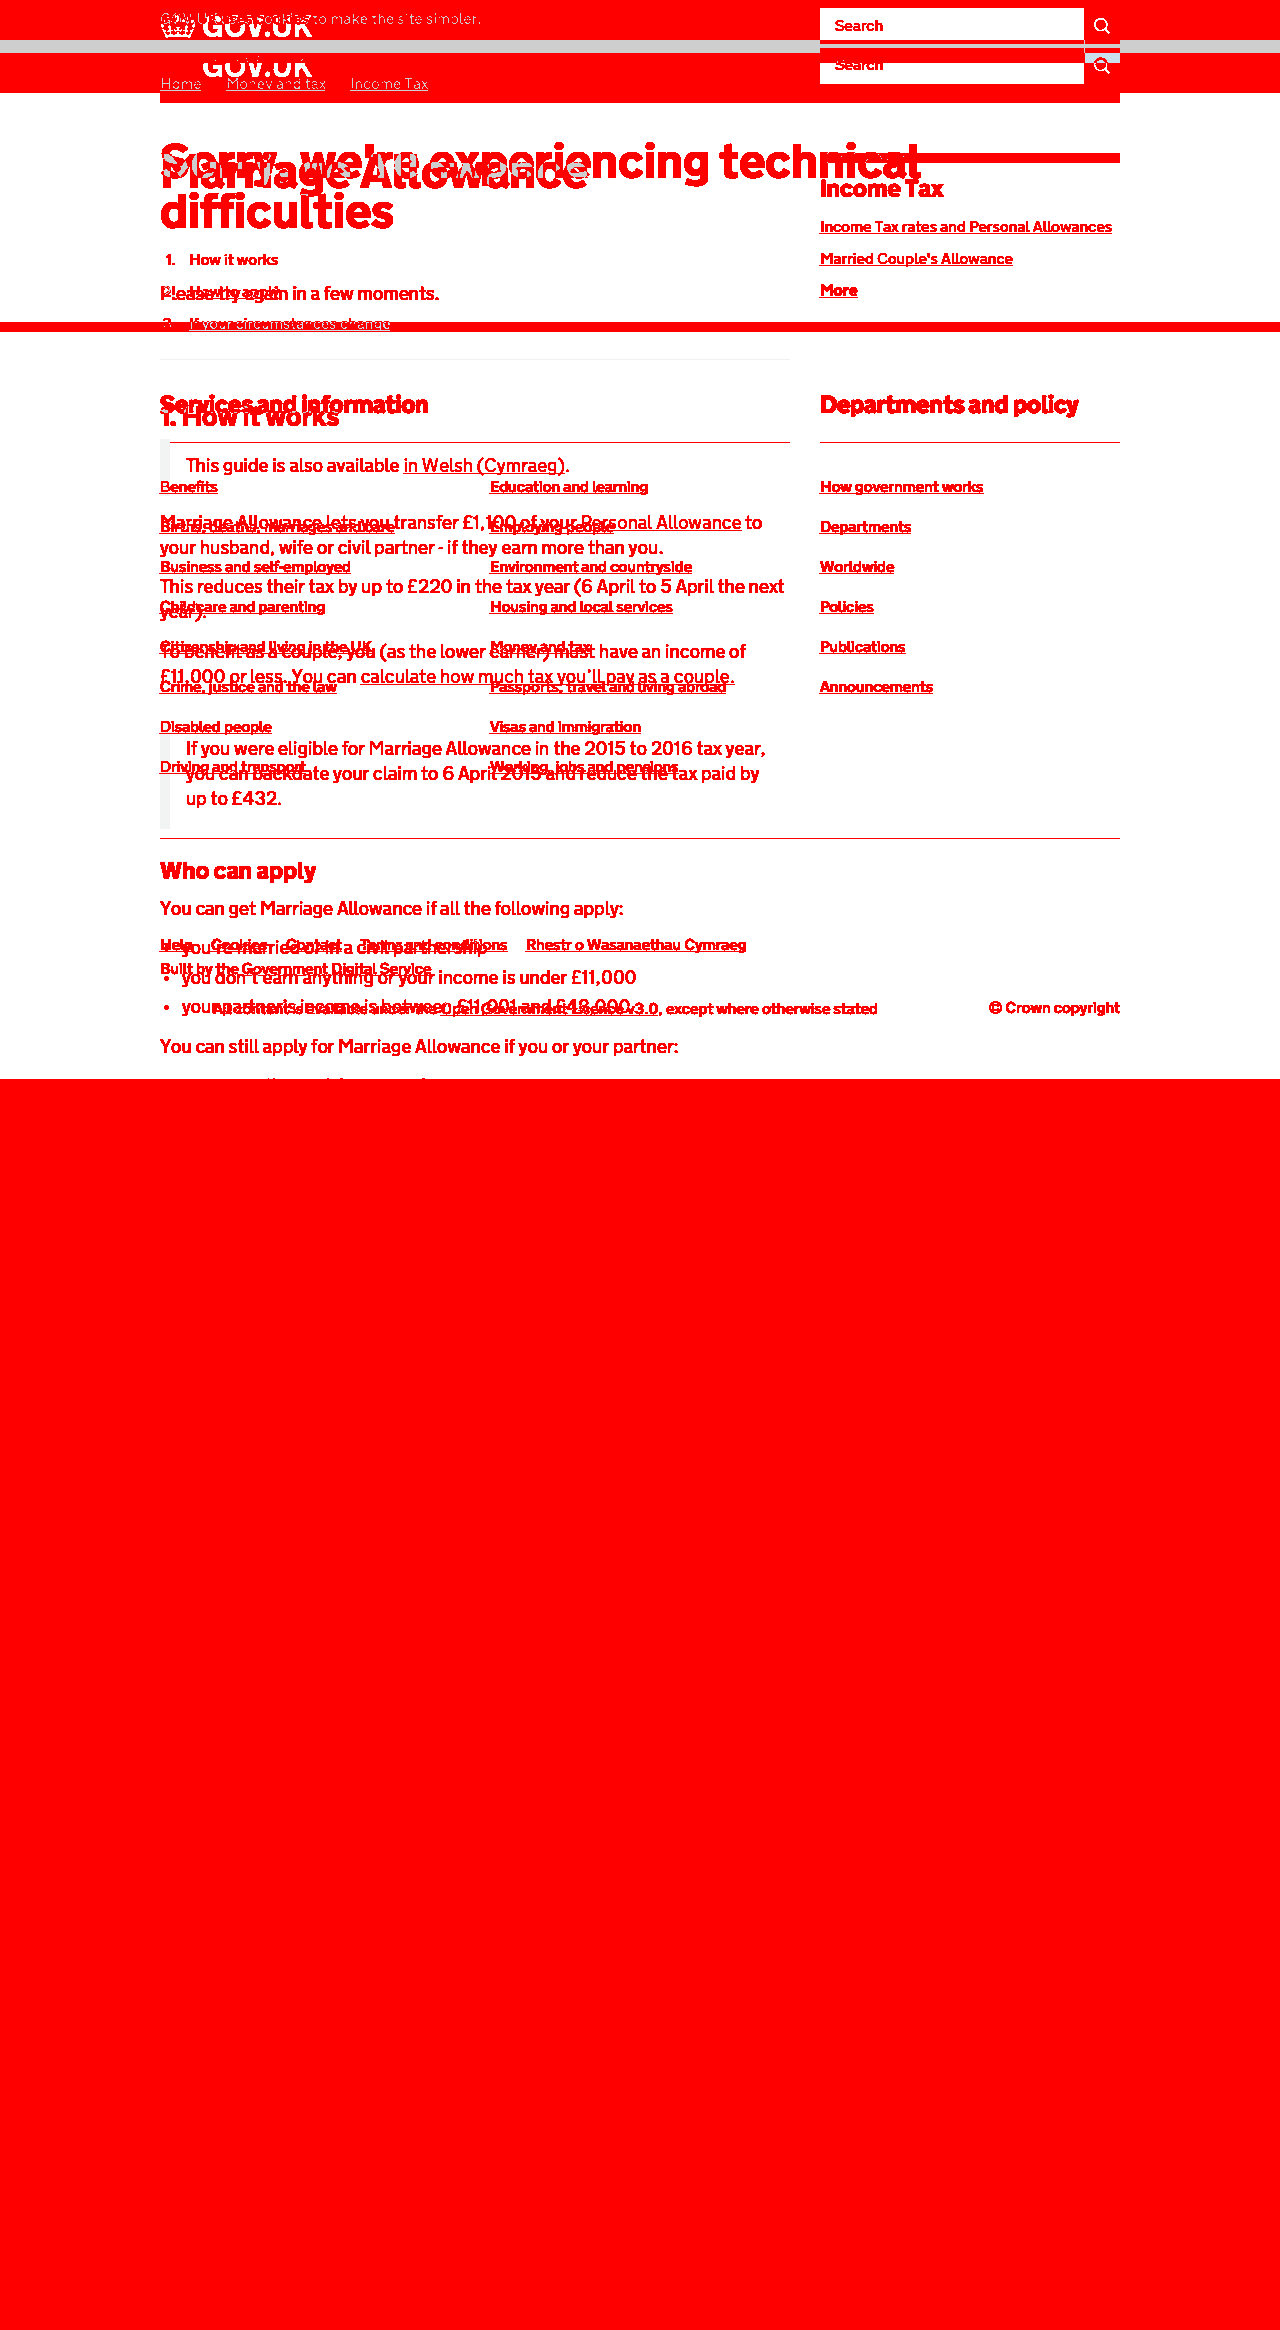 GOV.UK uses cookies to make the site simpler.
GOV.UK
Search
GOV.UK
Search
Home Money and tax Income Tax
Sorry, we're experiencing technical
difficulties
Marriage Allowance
Income Tax
Income Tax rates and Personal Allowances
Married Couple's Allowance
More
1. How it works
2. How to apply
Please try again in a few moments.
3. If your circumstances change
Services and information
Departments and policy
1. How it works
This guide is also available in Welsh (Cymraeg).
Benefits
Education and learning
How government works
Marriage Allowance lets you transfer £1,100 of your Personal Allowance to
your husband, wife or civil partner - if they earn more than you.
Births, deaths, marriages and care
Employing people
Departments
Business and self-employed
Environment and countryside
Worldwide
This reduces their tax by up to £220 in the tax year (6 April to 5 April the next
year).
Childcare and parenting
Housing and local services
Policies
Citizenship and living in the UK
Money and tax
Publications
To benefit as a couple, you (as the lower earner) must have an income of
£11,000 or less. You can calculate how much tax you'll pay as a couple.
Crime, justice and the law
Passports, travel and living abroad
Announcements
Disabled people
Visas and immigration
If you were eligible for Marriage Allowance in the 2015 to 2016 tax year,
you can backdate your claim to 6 April 2015 and reduce the tax paid by
up to £432.
Driving and transport
Working, jobs and pensions
Who can apply
You can get Marriage Allowance if all the following apply:
Help Cookies Contact Terms and conditions Rhestr o Wasanaethau Cymraeg
• you're married or in a civil partnership
Built by the Government Digital Service
• you don't earn anything or your income is under £11,000
• your partner's income is between £11,001 and £43,000
All content is available under the Open Government Licence v3.0, except where otherwise stated
© Crown copyright
You can still apply for Marriage Allowance if you or your partner: